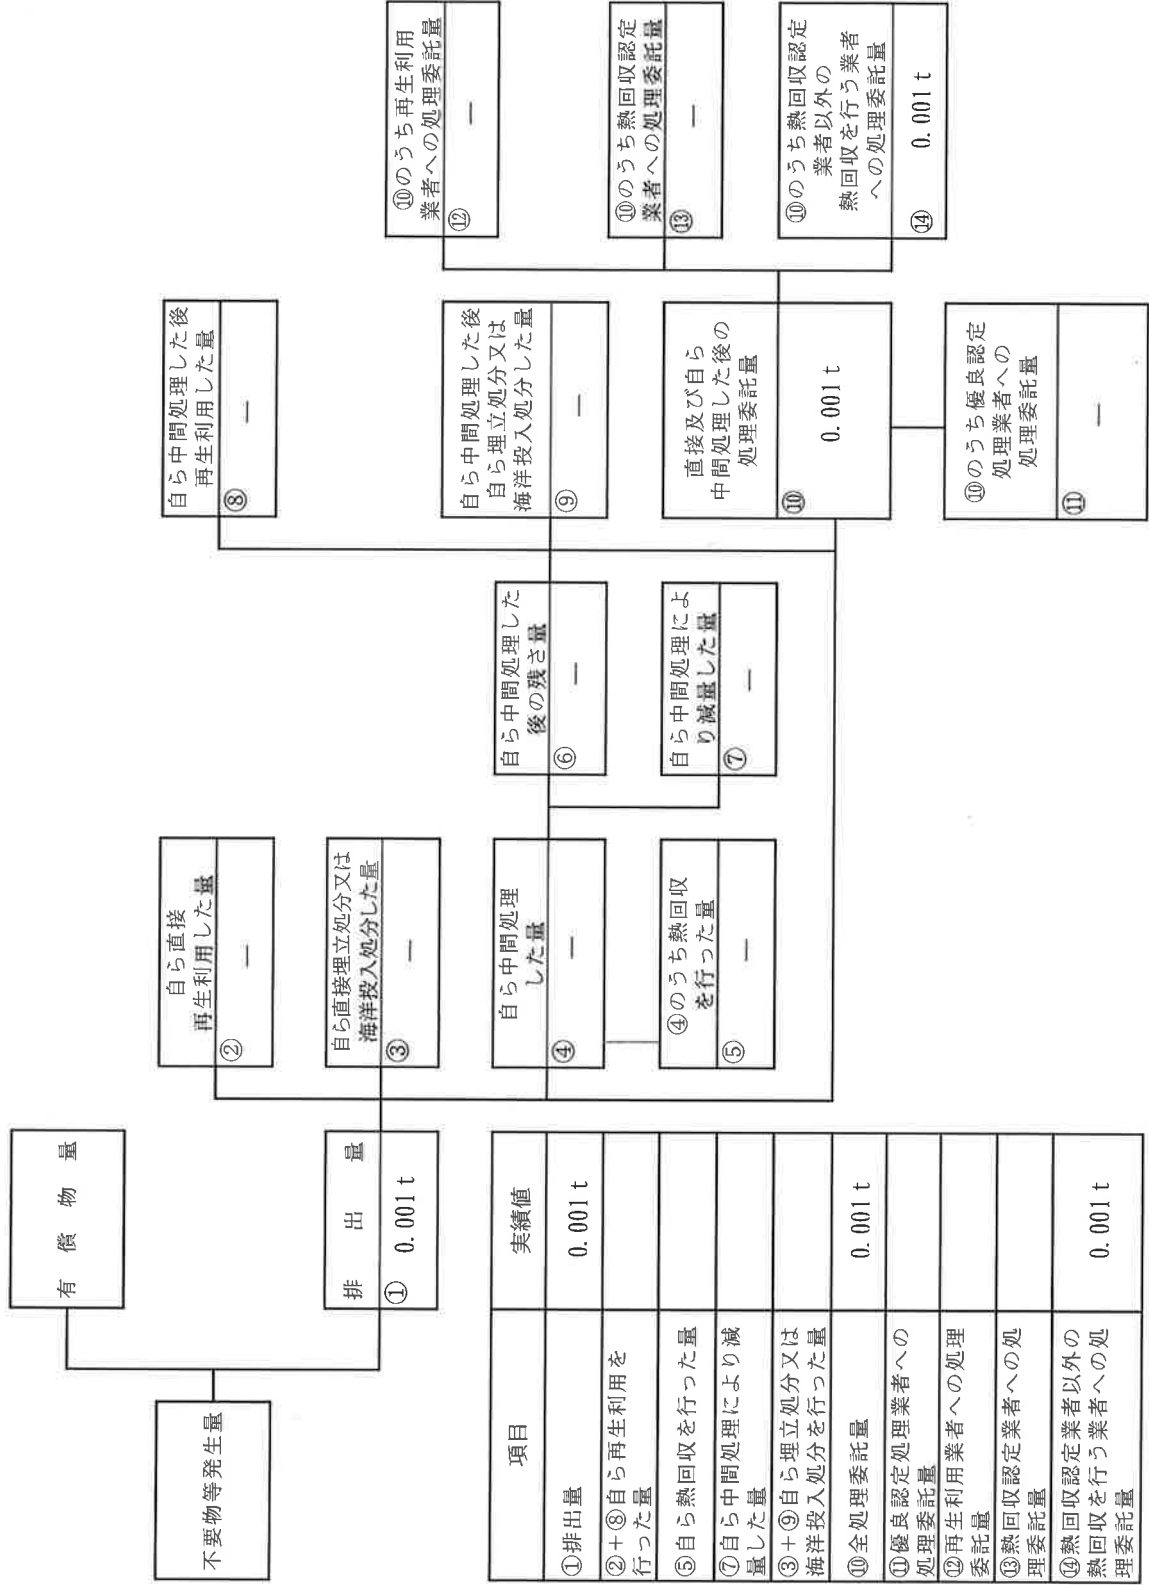 不要物等発生量
有償物量
排出量
① 0.001t
自ら直接
再生利用した量
② —
自ら直接埋立処分又は
海洋投入処分した量
③ —
自ら中間処理
した量
④ —
④のうち熱回収
を行った量
⑤ —
自ら中間処理した
後の残さ量
⑥ —
自ら中間処理によ
り減量した量
⑦ —
自ら中間処理した後
再生利用した量
⑧ —
自ら中間処理した後
自ら埋立処分又は
海洋投入処分した量
⑨ —
直接及び自ら
中間処理した後の
処理委託量
⑩ 0.001t
⑩のうち優良認定
処理業者への
処理委託量
⑪ —
⑩のうち再生利用
業者への処理委託量
⑫ —
⑩のうち熱回収認定
業者への処理委託量
⑬ —
⑩のうち熱回収認定
業者以外の
熱回収を行う業者
への処理委託量
⑭ 0.001t
項目 実績値
①排出量 0.001t
②+⑧自ら再生利用を
行った量
⑤自ら熱回収を行った量
⑦自ら中間処理により減
量した量
③+⑨自ら埋立処分又は
海洋投入処分を行った量
⑩全処理委託量 0.001t
⑪優良認定処理業者への
処理委託量
⑫再生利用業者への処理
委託量
⑬熱回収認定業者への処
理委託量
⑭熱回収認定業者以外の
熱回収を行う業者への処
理委託量 0.001t